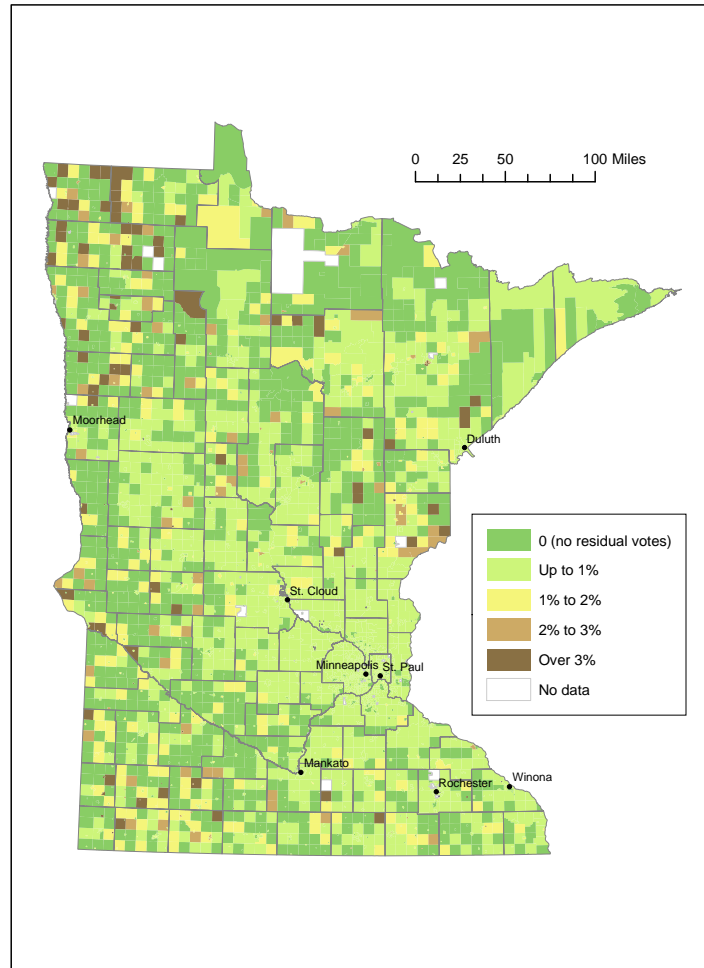 0 25 50 100 Miles
Moorhead
Duluth
0 (no residual votes)
Up to 1%
1% to 2%
2% to 3%
Over 3%
No data
St. Cloud
Minneapolis St. Paul
Mankato
Rochester
Winona